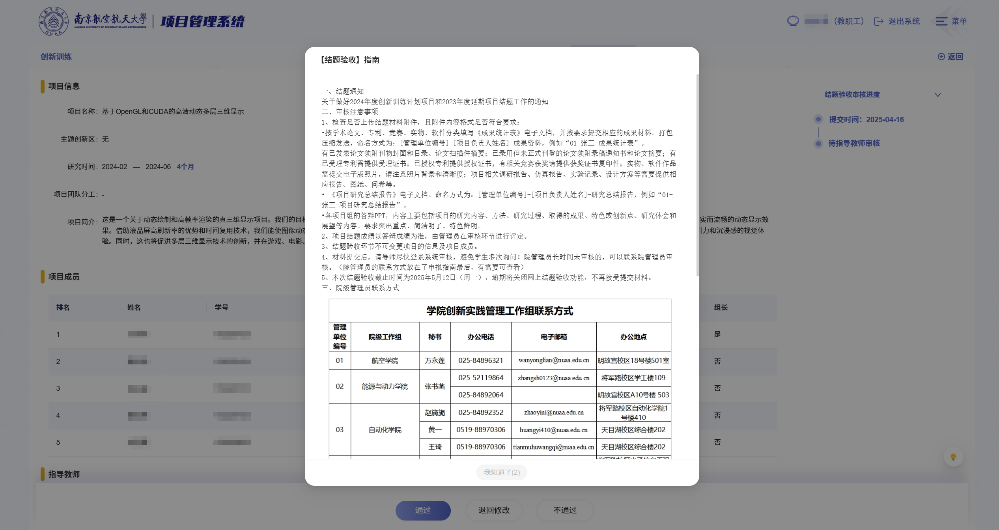 南京航空航天大學
NANJING UNIVERSITY OF AERONAUTICS AND ASTRONAUTICS
1952
NUAA
项目管理系统
(教职工)
退出系统
菜单
创新训练
返回
项目信息
项目名称: 基于OpenGL和CUDA的高清动态多层三维显示
主题创新区: 无
研究时间: 2024-02 — 2024-06 4个月
项目团队分工: -
项目简介: 这是一个关于动态绘制和高帧率渲染的真三维显示项目。我们的目标
实而流畅的动态显示效
果。借助液晶屏高刷新率的优势和时间复用技术，我们能使图像动态
引力和沉浸感的视觉体
验。同时，这也将促进多层三维显示技术的创新，并在游戏、电影、
结题验收审核进度
提交时间：2025-04-16
待指导教师审核
项目成员
排名 姓名 学号 组长
1 是
2 否
3 否
4 否
5 否
指导教师
通过
退回修改
不通过
【结题验收】指南
一、结题通知
关于做好2024年度创新训练计划项目和2023年度延期项目结题工作的通知
二、审核注意事项
1、检查是否上传结题材料附件，且附件内容格式是否符合要求：
•按学术论文、专利、竞赛、实物、软件分类填写《成果统计表》电子文档，并按要求提交相应的成果材料。打包
压缩发送，命名方式为：[管理单位编号]-[项目负责人姓名]-成果资料，例如“01-张三-成果统计表”。
有已发表论文须附刊物封面和目录、论文扫描件摘要；已录用但未正式刊登的论文须附录稿通知书和论文摘要；有
已受理专利需提供受理证书；已授权专利提供授权证书；有相关竞赛获奖请提供获奖证书复印件；实物、软件作品
需提交电子版照片，请注意照片背景和清晰度；项目相关调研报告、仿真报告、实验记录、设计方案等需要提供相
应报告、图纸、问卷等。
• 《项目研究总结报告》电子文档。命名方式为：[管理单位编号]-[项目负责人姓名]-研究总结报告，例如“01-
张三-项目研究总结报告”。
•各项目组的答辩PPT，内容主要包括项目的研究内容、方法、研究过程、取得的成果、特色或创新点、研究体会和
展望等内容。要求突出重点、简洁明了、特色鲜明。
2、项目结题成绩以答辩成绩为准，由管理员在审核环节进行评定。
3、结题验收环节不可变更项目的信息及项目成员。
4、材料提交后，请导师尽快登录系统审核，避免学生多次询问！院管理员长时间未审核的，可以联系院管理员审
核。（院管理员的联系方式放在了申报指南最后，有需要可查看）
5、本次结题验收截止时间为2025年5月12日（周一），逾期将关闭网上结题验收功能，不再接受提交材料。
三、院级管理员联系方式
学院创新实践管理工作组联系方式
管理单位编号 院级工作组 秘书 办公电话 电子邮箱 办公地点
01 航空学院 万永莲 025-84896321 wanyonglian@nuaa.edu.cn 明故宫校区18号楼501室
02 能源与动力学院 张书菡 025-52119864 zhangsh0123@nuaa.edu.cn 将军路校区学工楼109
025-84892064 明故宫校区A10号楼 503
03 自动化学院 赵旖旎 025-84892352 zhaoyini@nuaa.edu.cn 将军路校区自动化学院1号楼410
黄一 0519-88970306 huangyi410@nuaa.edu.cn 天目湖校区综合楼202
王琦 0519-88970306 tianmuhuwangqi@nuaa.edu.cn 天目湖校区综合楼202
我知道了(2)